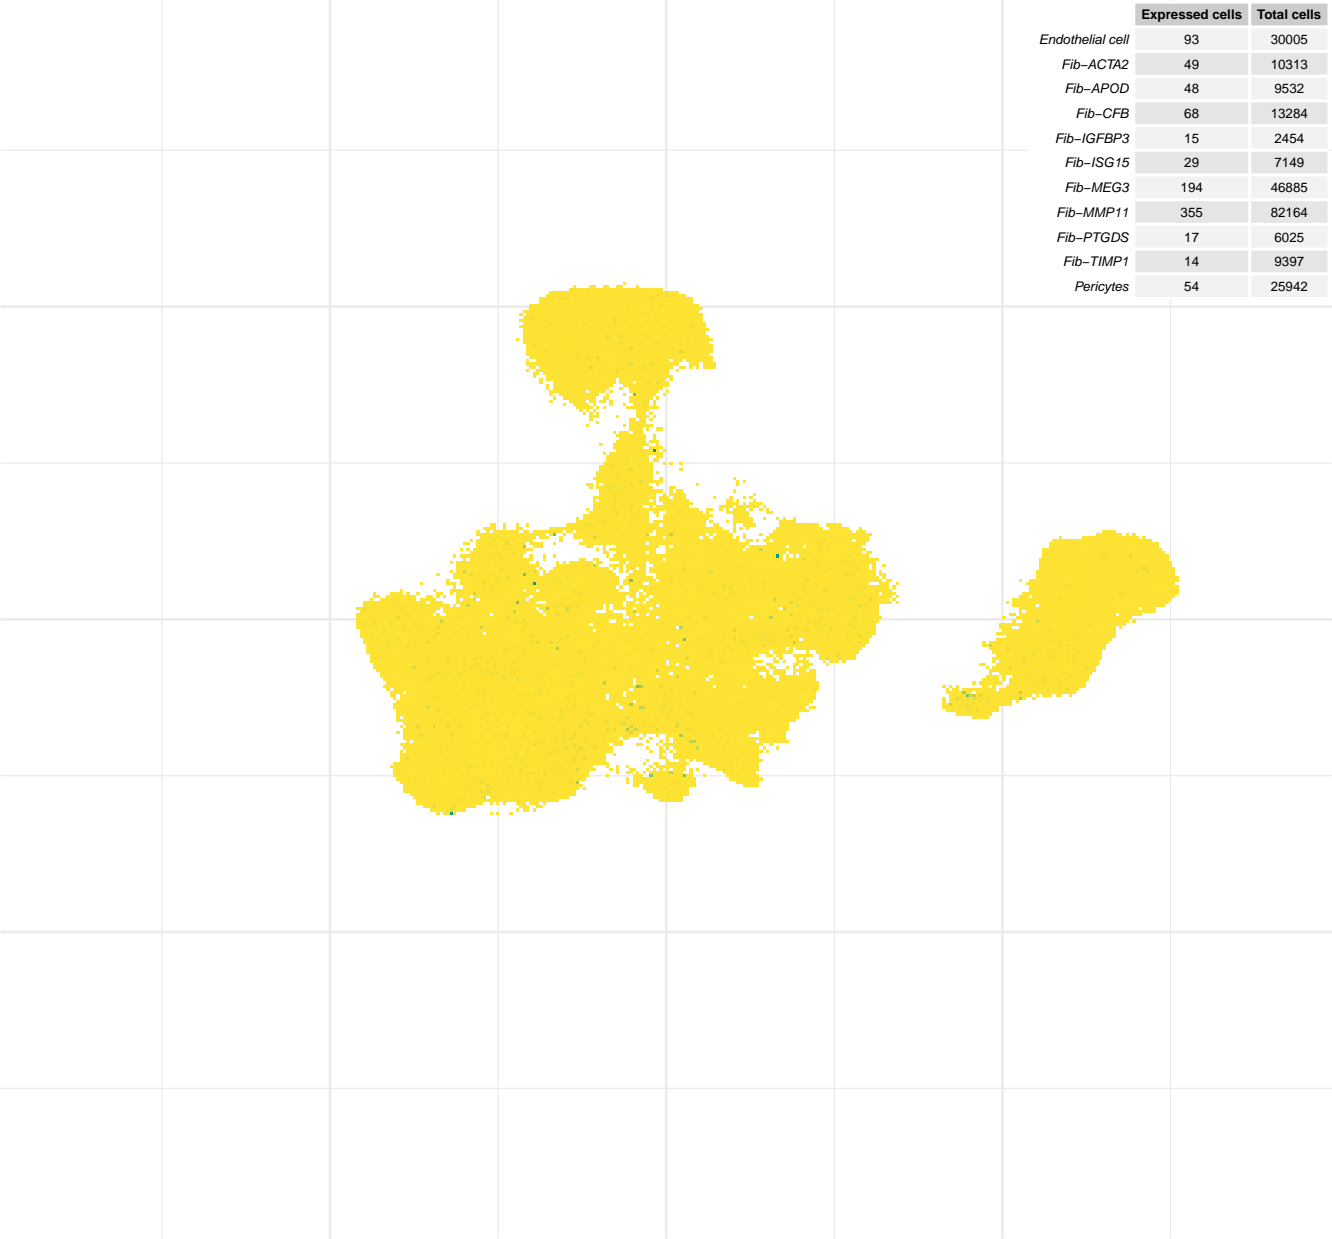 Expressed cells Total cells
Endothelial cell 93 30005
Fib−ACTA2 49 10313
Fib−APOD 48 9532
Fib−CFB 68 13284
Fib−IGFBP3 15 2454
Fib−ISG15 29 7149
Fib−MEG3 194 46885
Fib−MMP11 355 82164
Fib−PTGDS 17 6025
Fib−TIMP1 14 9397
Pericytes 54 25942